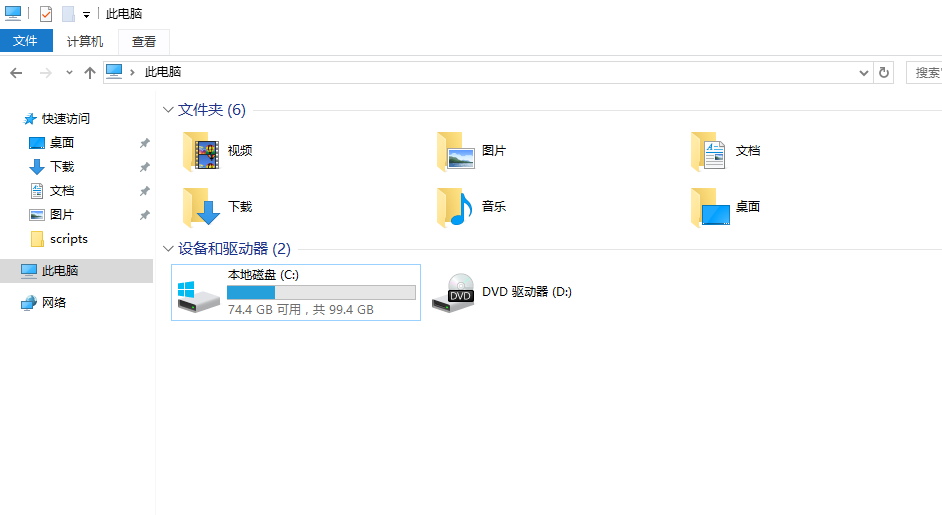 此电脑
文件 计算机 查看
此电脑 搜索
快速访问
桌面
下载
文档
图片
scripts
此电脑
网络
文件夹 (6)
视频 图片 文档
下载 音乐 桌面
设备和驱动器 (2)
本地磁盘 (C:)
74.4 GB 可用，共 99.4 GB
DVD
DVD 驱动器 (D:)